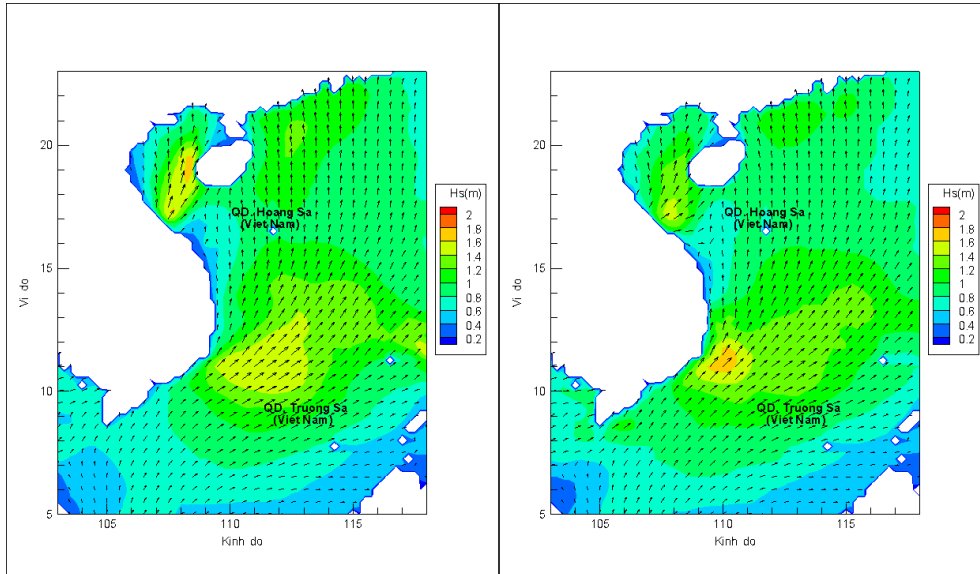 20
15
10
5
105
110
115
Vi do
Kinh do
QD. Hoang Sa
(Viet Nam)
QD. Truong Sa
(Viet Nam)
Hs(m)
2
1.8
1.6
1.4
1.2
1
0.8
0.6
0.4
0.2
20
15
10
5
105
110
115
Vi do
Kinh do
QD. Hoang Sa
(Viet Nam)
QD. Truong Sa
(Viet Nam)
Hs(m)
2
1.8
1.6
1.4
1.2
1
0.8
0.6
0.4
0.2